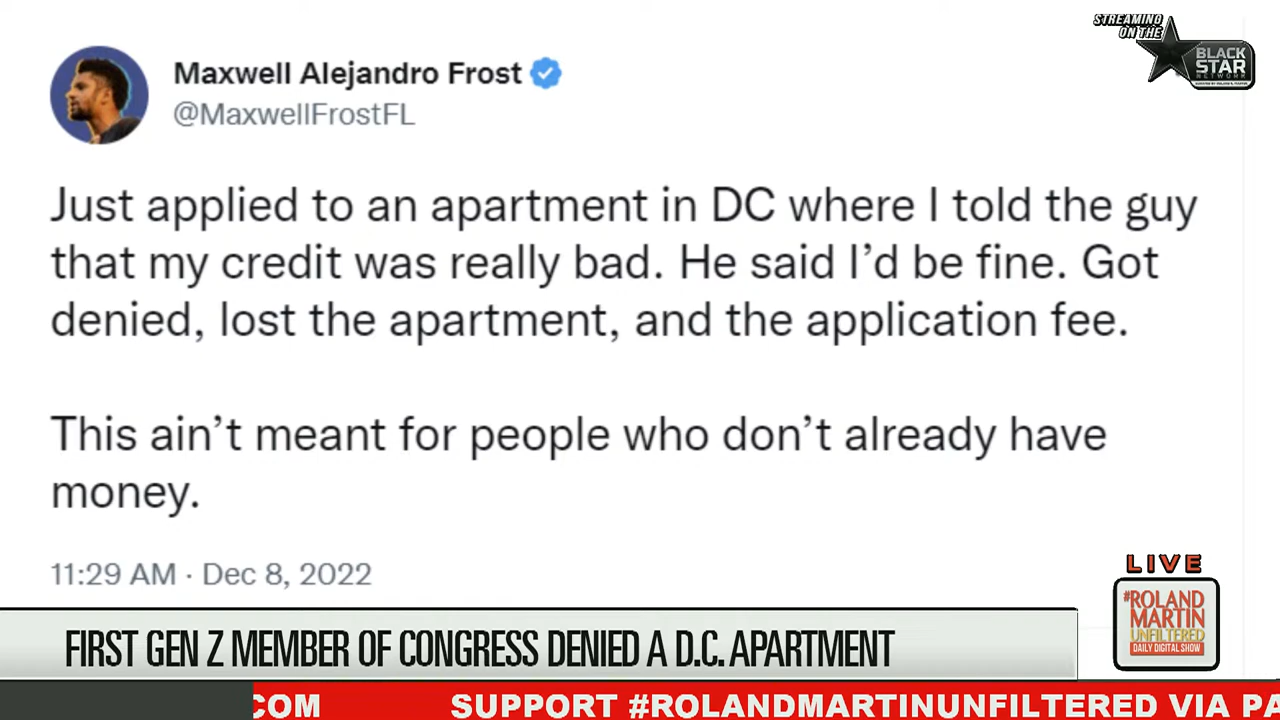 STREAMING
ON THE
BLACK
STAR
NETWORK
Maxwell Alejandro Frost
@MaxwellFrostFL
Just applied to an apartment in DC where I told the guy
that my credit was really bad. He said I’d be fine. Got
denied, lost the apartment, and the application fee.
This ain’t meant for people who don’t already have
money.
11:29 AM · Dec 8, 2022
LIVE
#ROLAND
MARTIN
UNFILTERED
DAILY DIGITAL SHOW
FIRST GEN Z MEMBER OF CONGRESS DENIED A D.C. APARTMENT
.COM SUPPORT #ROLANDMARTINUNFILTERED VIA PA